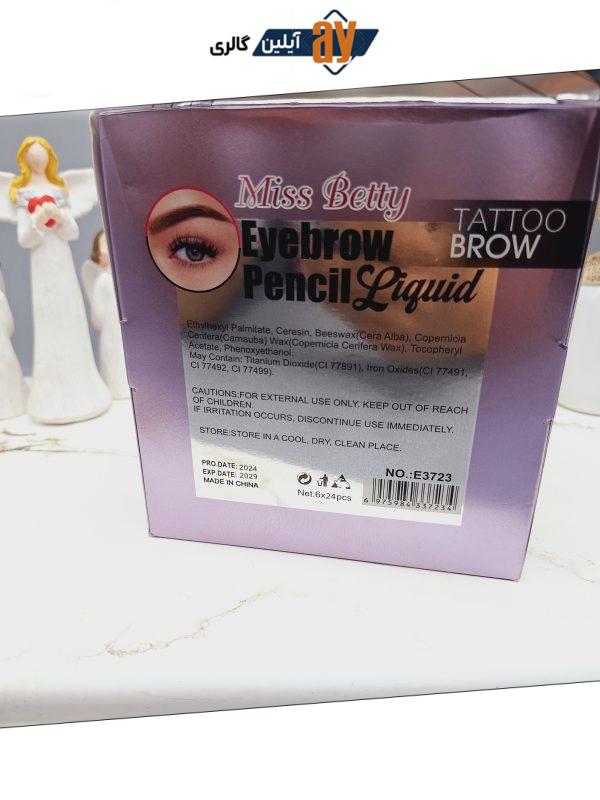 آیلین گالری
ay
Miss Betty
TATTOO
BROW
Eyebrow
Pencil Liquid
Ethylhexyl Palmitate, Ceresin, Beeswax(Cera Alba), Copernicia
Cerifera(Carnauba) Wax(Copernicia Cerifera Wax), Tocopheryl
Acetate, Phenoxyethanol.
May Contain: Titanium Dioxide(CI 77891), Iron Oxides(CI 77491,
CI 77492, CI 77499).
CAUTIONS:FOR EXTERNAL USE ONLY. KEEP OUT OF REACH
OF CHILDREN.
IF IRRITATION OCCURS, DISCONTINUE USE IMMEDIATELY.
STORE:STORE IN A COOL, DRY, CLEAN PLACE.
PRO.DATE: 2024
EXP.DATE: 2029
MADE IN CHINA
Net:6x24pcs
NO.:E3723
6 975984 337234